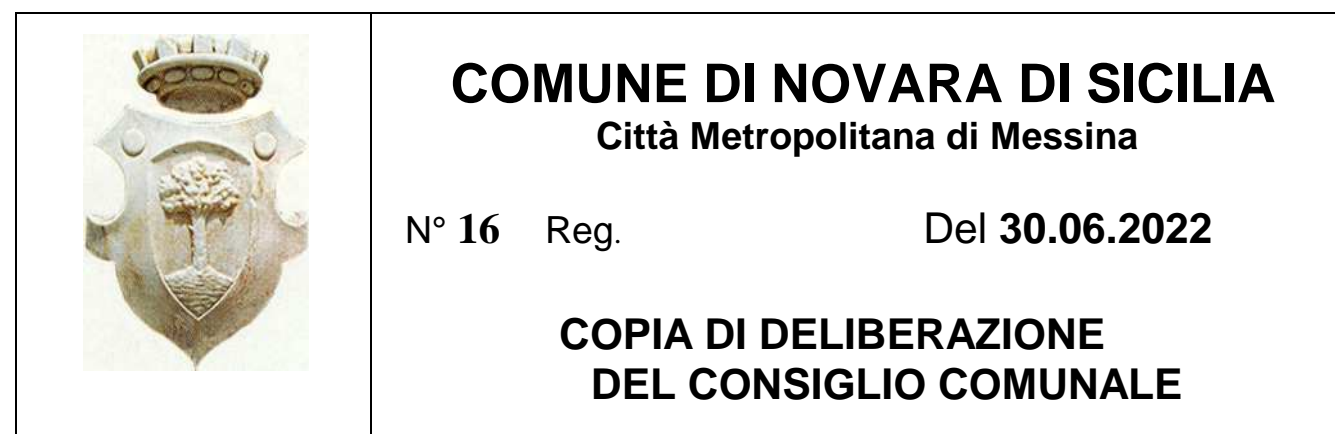 COMUNE DI NOVARA DI SICILIA
Città Metropolitana di Messina
N° 16 Reg. Del 30.06.2022
COPIA DI DELIBERAZIONE
DEL CONSIGLIO COMUNALE